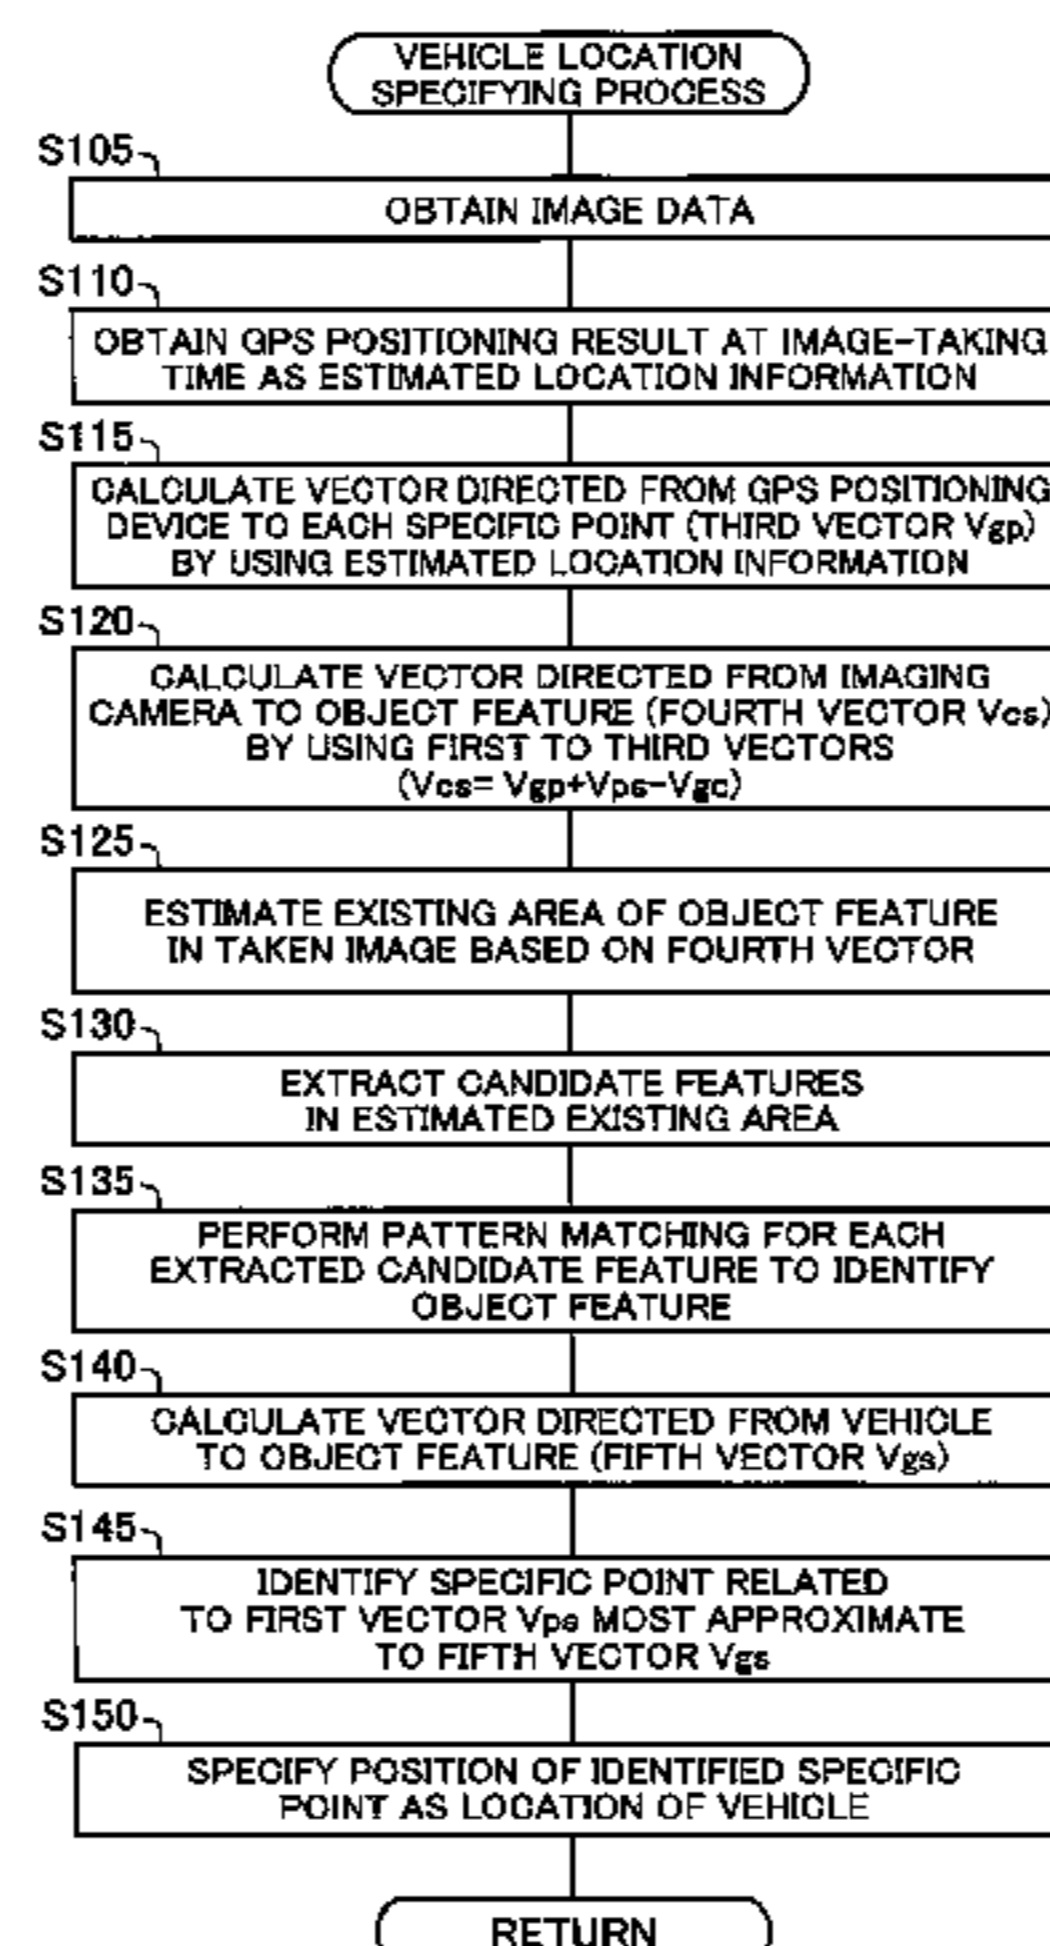 VEHICLE LOCATION
SPECIFYING PROCESS
S105
OBTAIN IMAGE DATA
S110
OBTAIN GPS POSITIONING RESULT AT IMAGE-TAKING
TIME AS ESTIMATED LOCATION INFORMATION
S115
CALCULATE VECTOR DIRECTED FROM GPS POSITIONING
DEVICE TO EACH SPECIFIC POINT (THIRD VECTOR Vgp)
BY USING ESTIMATED LOCATION INFORMATION
S120
CALCULATE VECTOR DIRECTED FROM IMAGING
CAMERA TO OBJECT FEATURE (FOURTH VECTOR Vcs)
BY USING FIRST TO THIRD VECTORS
(Vcs= Vgp+Vps-Vgc)
S125
ESTIMATE EXISTING AREA OF OBJECT FEATURE
IN TAKEN IMAGE BASED ON FOURTH VECTOR
S130
EXTRACT CANDIDATE FEATURES
IN ESTIMATED EXISTING AREA
S135
PERFORM PATTERN MATCHING FOR EACH
EXTRACTED CANDIDATE FEATURE TO IDENTIFY
OBJECT FEATURE
S140
CALCULATE VECTOR DIRECTED FROM VEHICLE
TO OBJECT FEATURE (FIFTH VECTOR Vgs)
S145
IDENTIFY SPECIFIC POINT RELATED
TO FIRST VECTOR Vps MOST APPROXIMATE
TO FIFTH VECTOR Vgs
S150
SPECIFY POSITION OF IDENTIFIED SPECIFIC
POINT AS LOCATION OF VEHICLE
RETURN